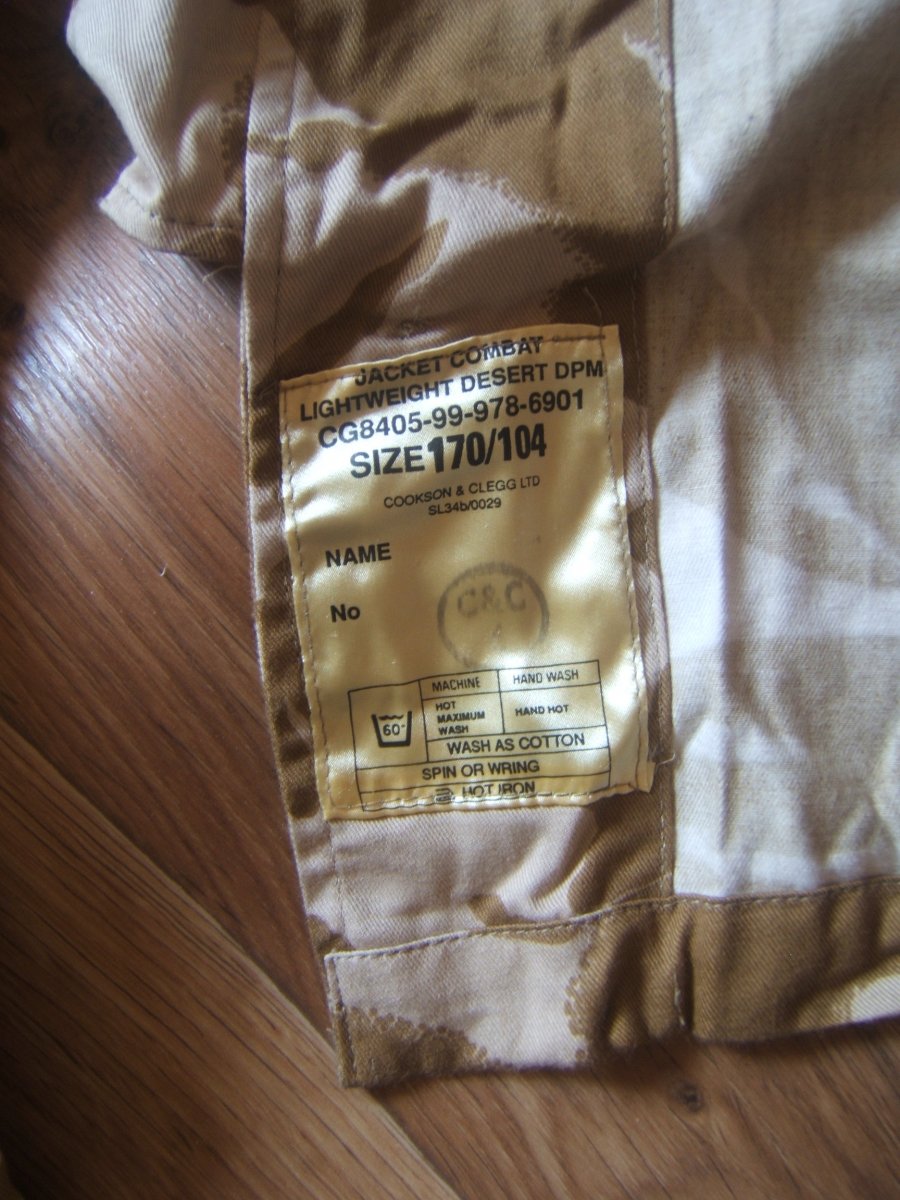 JACKET COMBAT
LIGHTWEIGHT DESERT DPM
CG8405-99-978-6901
SIZE 170/104
COOKSON & CLEGG LTD
SL34b/0029
NAME
No
C&C
MACHINE HAND WASH
60° HOT MAXIMUM WASH HAND HOT
WASH AS COTTON
SPIN OR WRING
HOT IRON